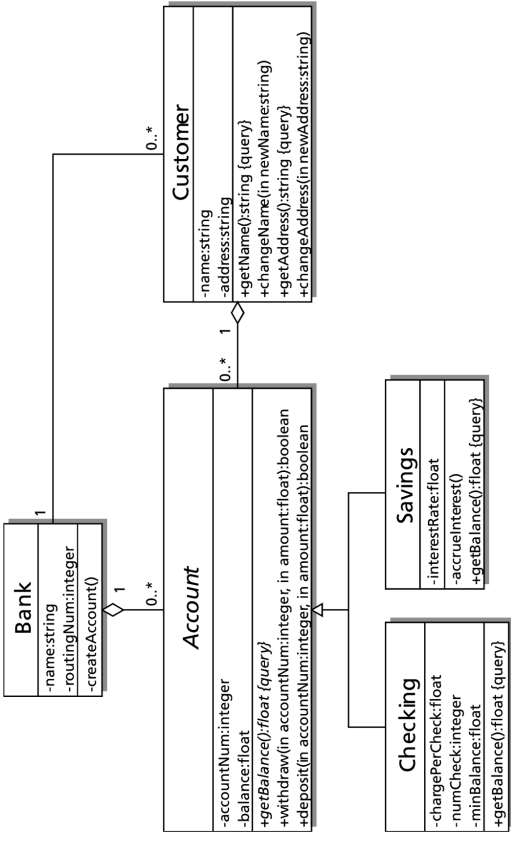 Bank
-name:string
-routingNum:integer
-createAccount()
1
1
0..*
0..*
Account
-accountNum:integer
-balance:float
+getBalance():float {query}
+withdraw(in accountNum:integer, in amount:float):boolean
+deposit(in accountNum:integer, in amount:float):boolean
0..*
1
Customer
-name:string
-address:string
+getName():string {query}
+changeName(in newName:string)
+getAddress():string {query}
+changeAddress(in newAddress:string)
Checking
-chargePerCheck:float
-numCheck:integer
-minBalance:float
+getBalance():float {query}
Savings
-interestRate:float
-accrueInterest()
+getBalance():float {query}